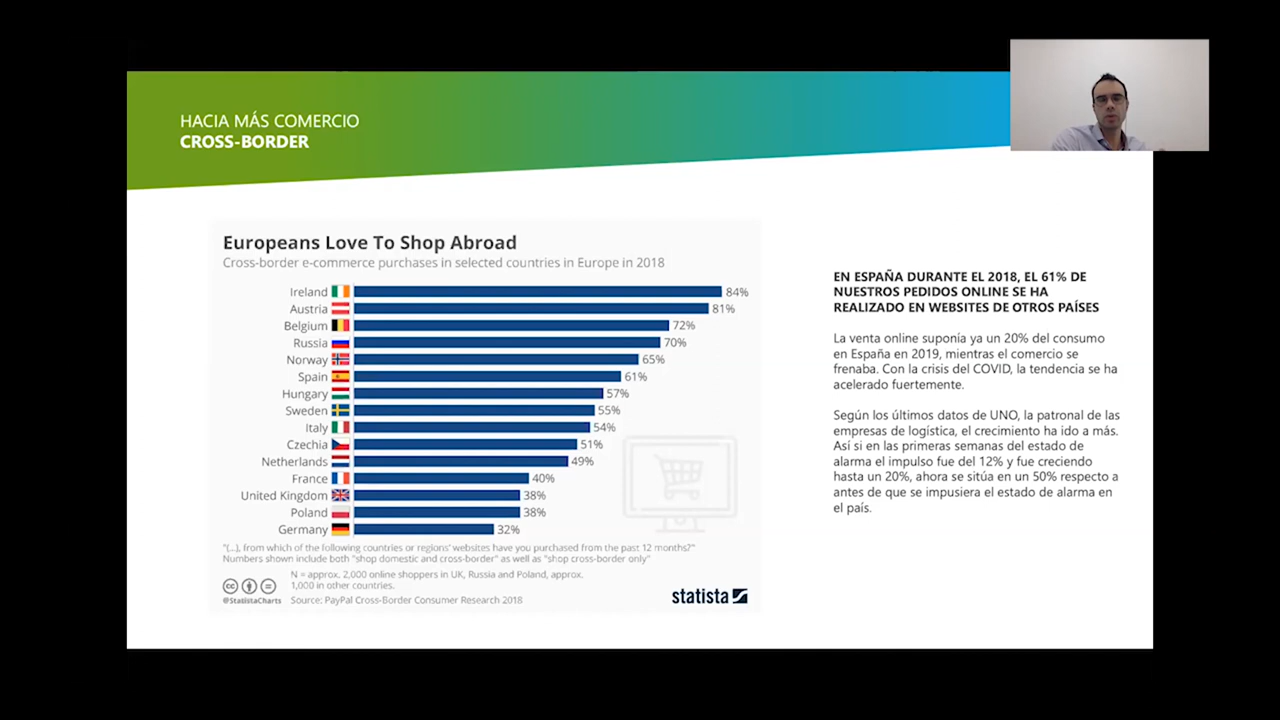 HACIA MÁS COMERCIO
CROSS-BORDER
Europeans Love To Shop Abroad
Cross-border e-commerce purchases in selected countries in Europe in 2018
Ireland 84%
Austria 81%
Belgium 72%
Russia 70%
Norway 65%
Spain 61%
Hungary 57%
Sweden 55%
Italy 54%
Czechia 51%
Netherlands 49%
France 40%
United Kingdom 38%
Poland 38%
Germany 32%
"(...), from which of the following countries or regions' websites have you purchased from the past 12 months?"
Numbers shown include both "shop domestic and cross-border" as well as "shop cross-border only"
N = approx. 2,000 online shoppers in UK, Russia and Poland, approx.
1,000 in other countries.
@StatistaCharts Source: PayPal Cross-Border Consumer Research 2018
statista
EN ESPAÑA DURANTE EL 2018, EL 61% DE
NUESTROS PEDIDOS ONLINE SE HA
REALIZADO EN WEBSITES DE OTROS PAÍSES
La venta online suponía ya un 20% del consumo
en España en 2019, mientras el comercio se
frenaba. Con la crisis del COVID, la tendencia se ha
acelerado fuertemente.
Según los últimos datos de UNO, la patronal de las
empresas de logística, el crecimiento ha ido a más.
Así si en las primeras semanas del estado de
alarma el impulso fue del 12% y fue creciendo
hasta un 20%, ahora se sitúa en un 50% respecto a
antes de que se impusiera el estado de alarma en
el país.